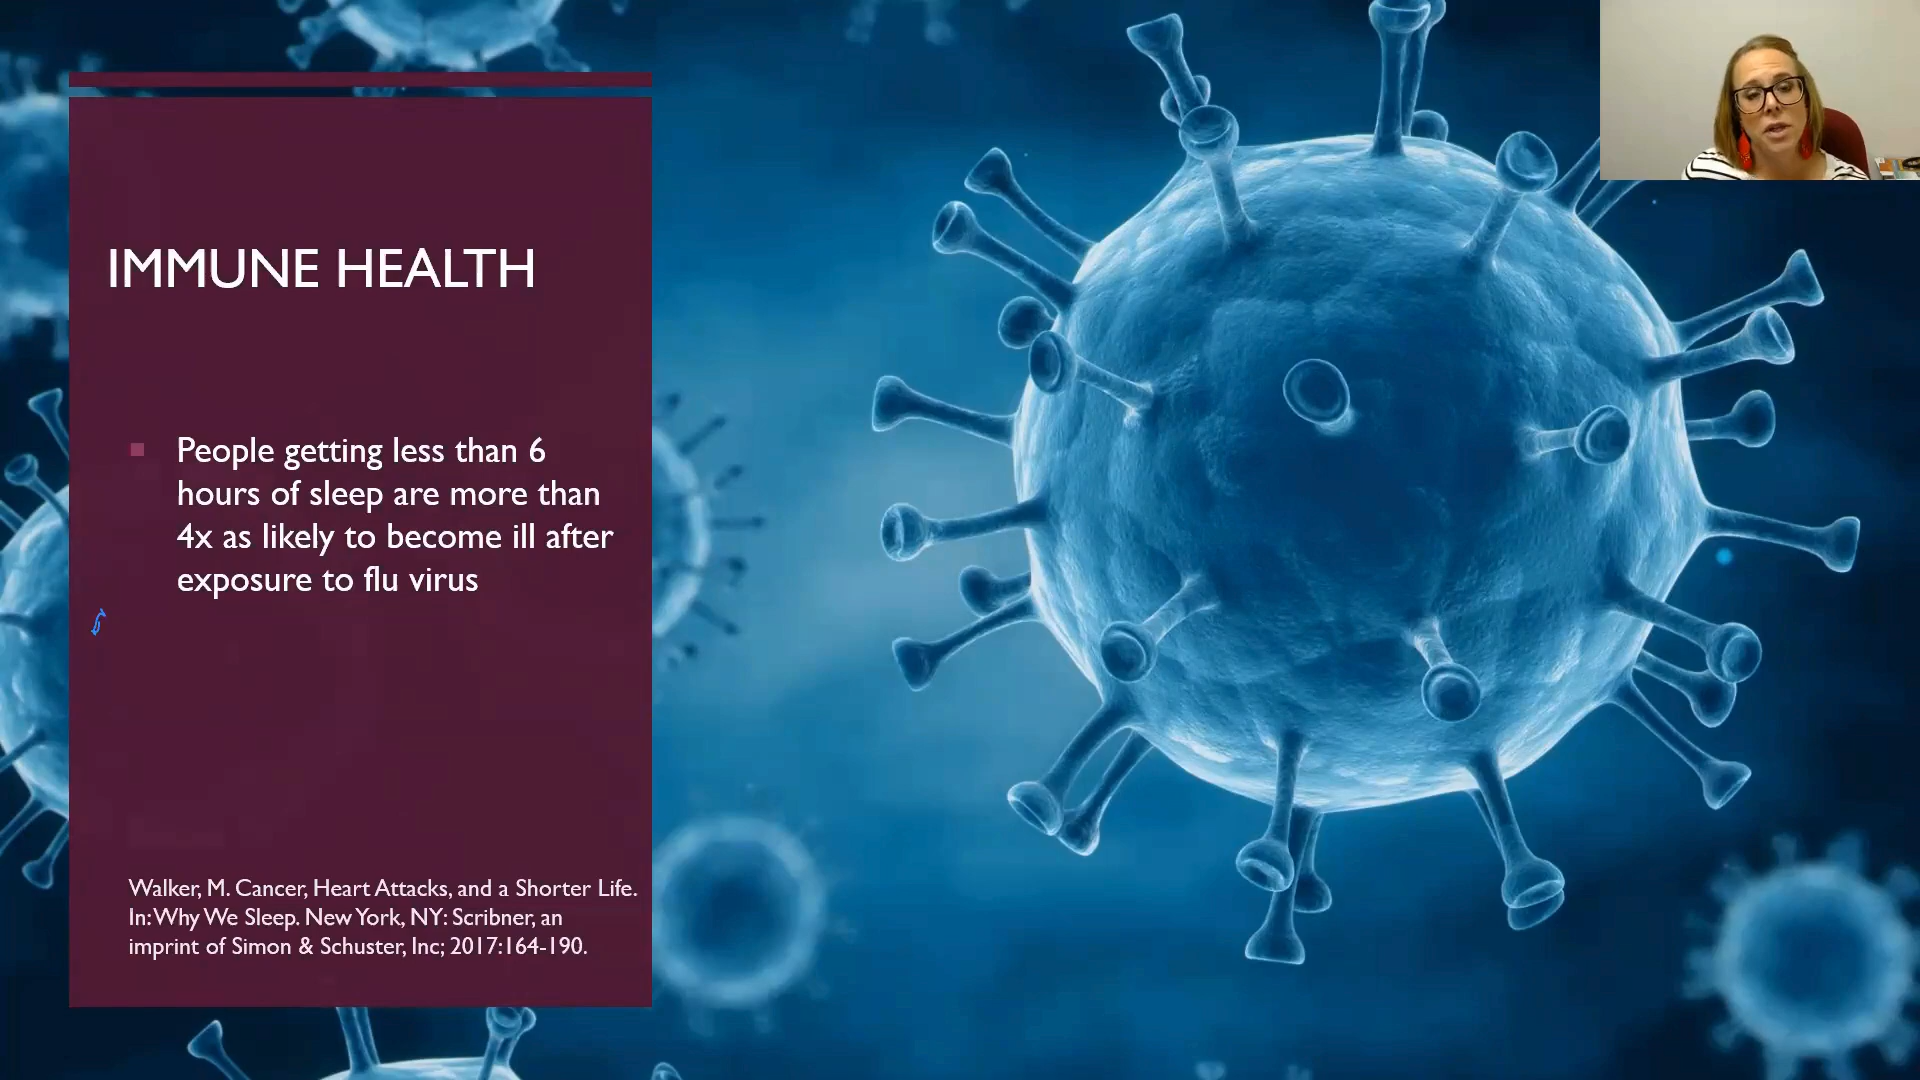 IMMUNE HEALTH
People getting less than 6
hours of sleep are more than
4x as likely to become ill after
exposure to flu virus
Walker, M. Cancer, Heart Attacks, and a Shorter Life.
In: Why We Sleep. New York, NY: Scribner, an
imprint of Simon & Schuster, Inc; 2017:164-190.